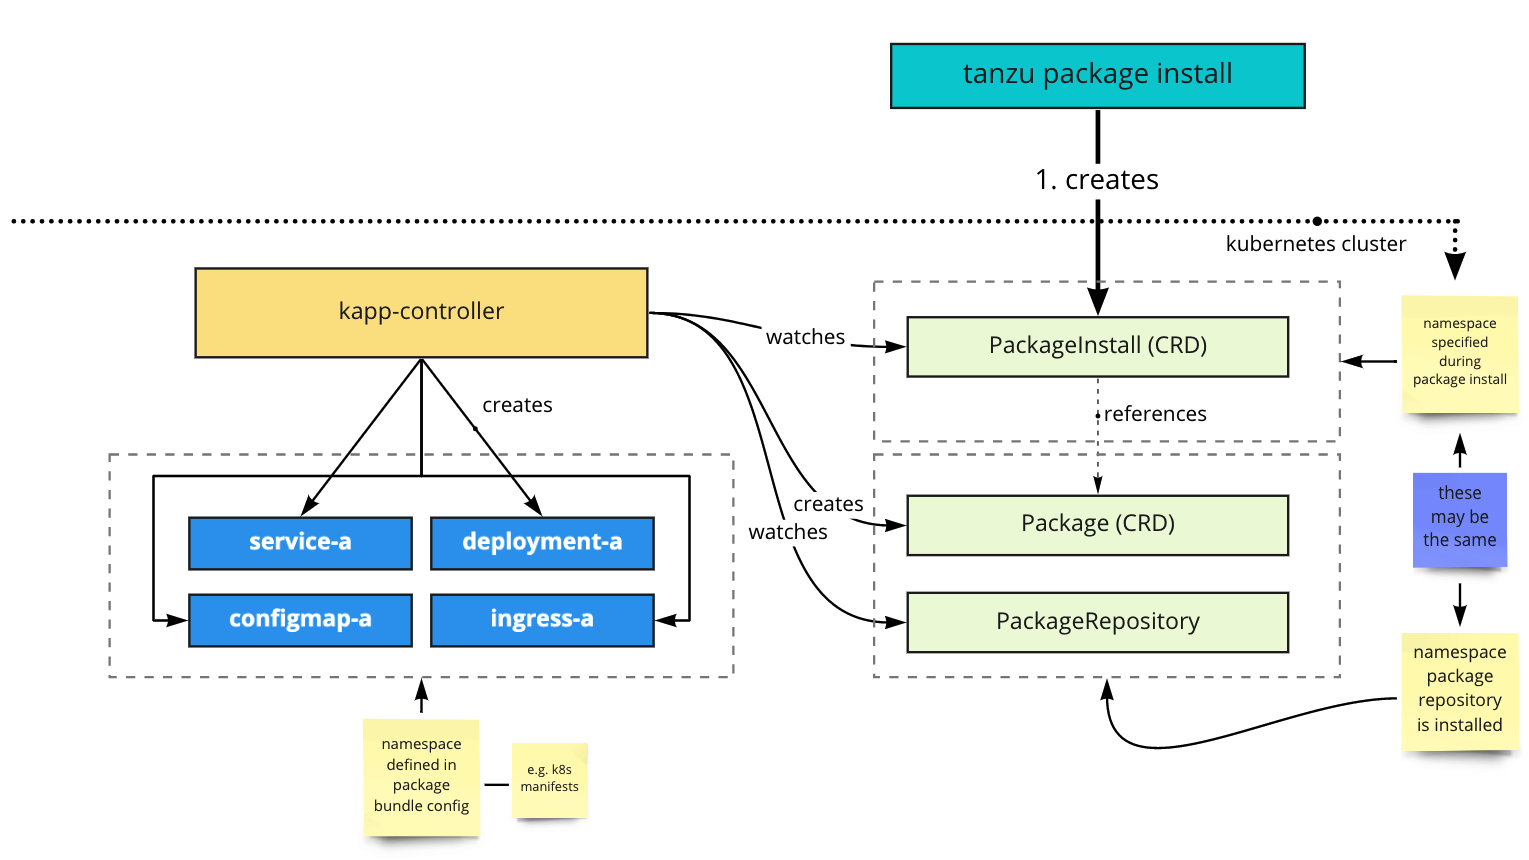 tanzu package install
1. creates
kubernetes cluster
kapp-controller
watches
PackageInstall (CRD)
namespace
specified
during
package install
creates
references
these
may be
the same
creates
watches
Package (CRD)
service-a
deployment-a
configmap-a
ingress-a
PackageRepository
namespace
package
repository
is installed
namespace
defined in
package
bundle config
e.g. k8s
manifests